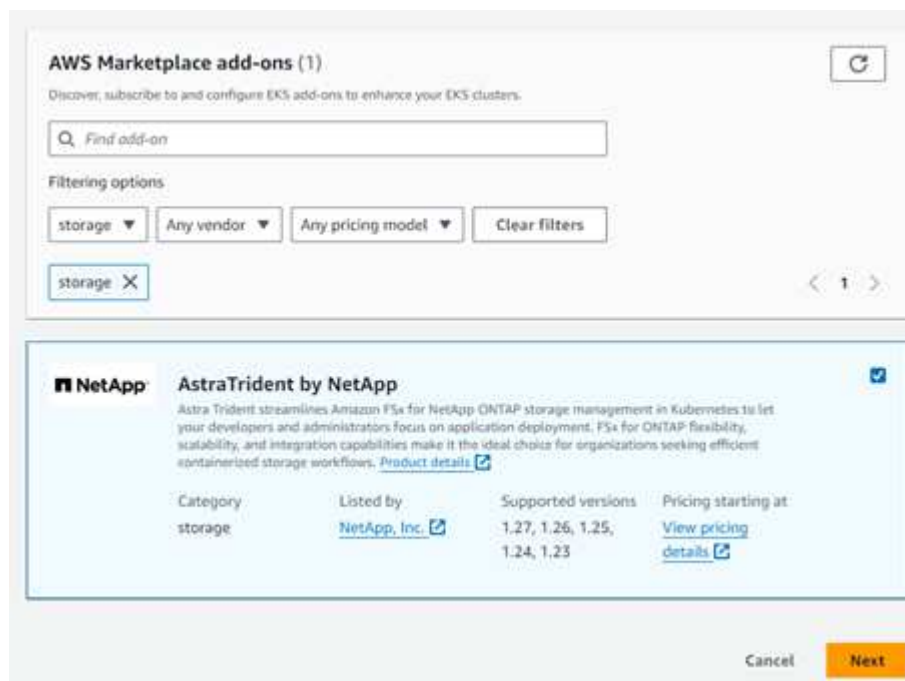 AWS Marketplace add-ons (1)
Discover, subscribe to and configure EKS add-ons to enhance your EKS clusters.
Find add-on
Filtering options
storage Any vendor Any pricing model Clear filters
storage
1
NetApp
AstraTrident by NetApp
Astra Trident streamlines Amazon FSx for NetApp ONTAP storage management in Kubernetes to let
your developers and administrators focus on application deployment. FSx for ONTAP flexibility,
scalability, and integration capabilities make it the ideal choice for organizations seeking efficient
containerized storage workflows. Product details
Category Listed by Supported versions Pricing starting at
storage NetApp, Inc. 1.27, 1.26, 1.25, View pricing
1.24, 1.23 details
Cancel Next